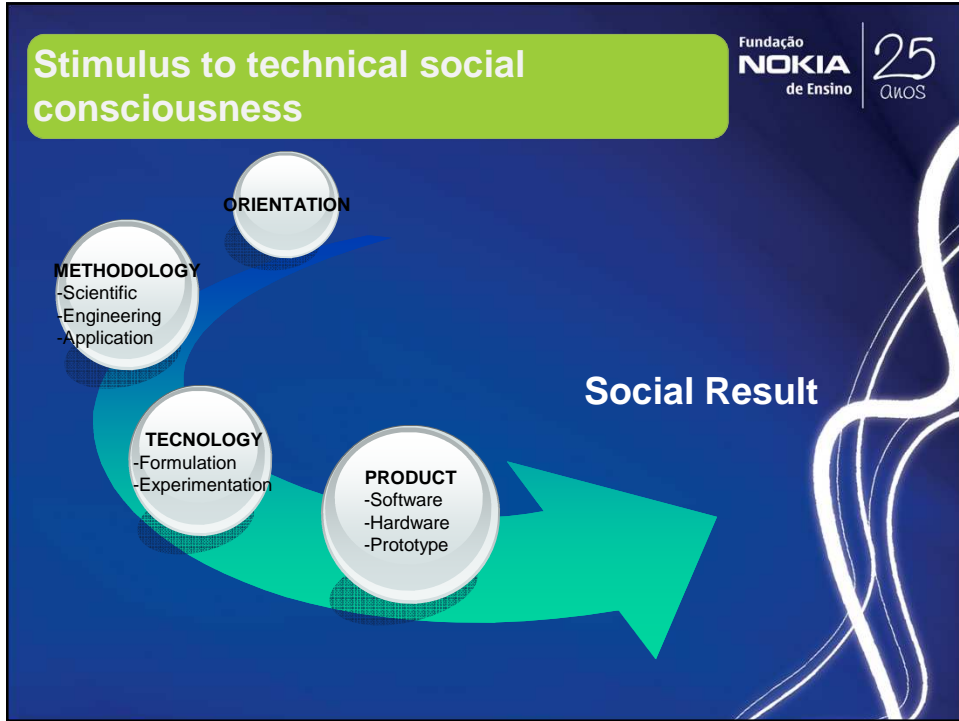 Stimulus to technical social
consciousness
Fundação
NOKIA
de Ensino
25
anos
ORIENTATION
METHODOLOGY
-Scientific
-Engineering
-Application
TECNOLOGY
-Formulation
-Experimentation
PRODUCT
-Software
-Hardware
-Prototype
Social Result